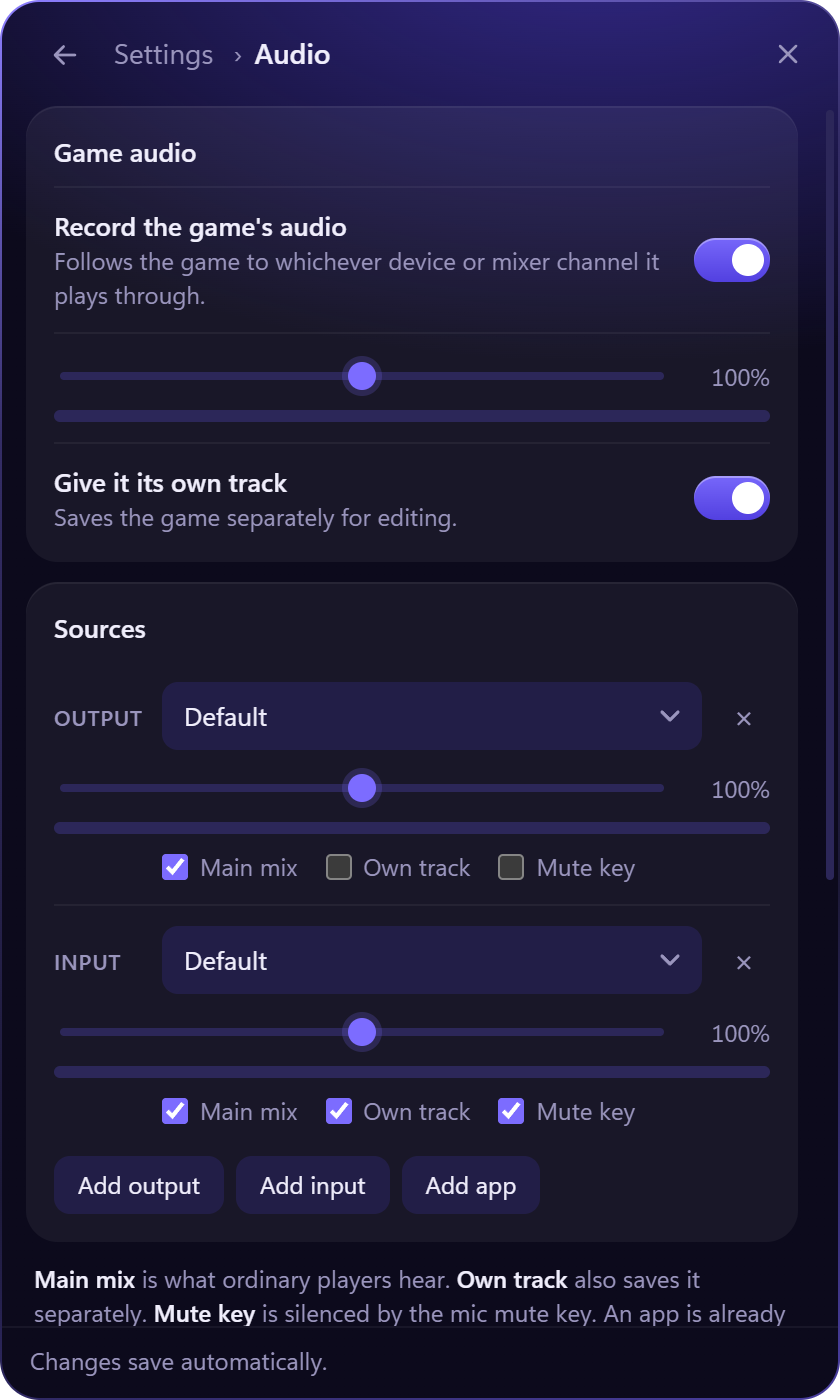 Settings › Audio
Game audio
Record the game's audio
Follows the game to whichever device or mixer channel it
plays through.
100%
Give it its own track
Saves the game separately for editing.
Sources
OUTPUT Default
100%
Main mix Own track Mute key
INPUT Default
100%
Main mix Own track Mute key
Add output Add input Add app
Main mix is what ordinary players hear. Own track also saves it
separately. Mute key is silenced by the mic mute key. An app is already
Changes save automatically.